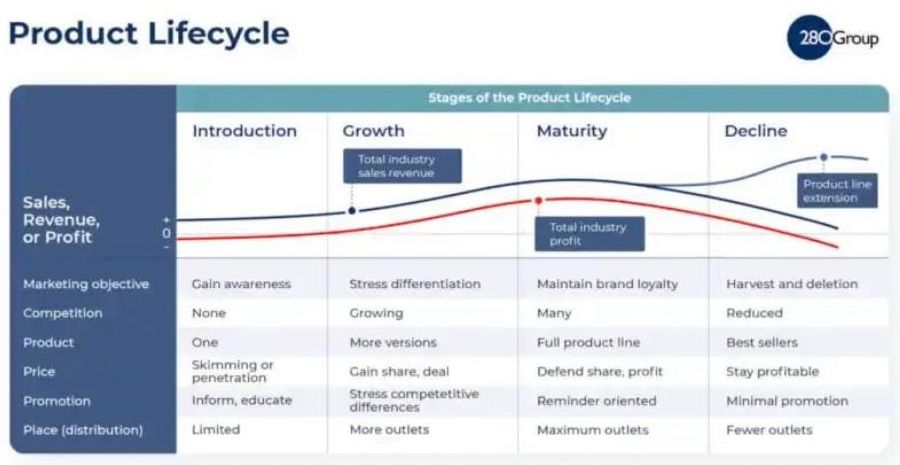 Product Lifecycle
280Group
Stages of the Product Lifecycle
Introduction Growth Maturity Decline
Total industry
sales revenue
Product line
extension
Total industry
profit
Sales,
Revenue,
or Profit
+
0
-
Marketing objective Gain awareness Stress differentiation Maintain brand loyalty Harvest and deletion
Competition None Growing Many Reduced
Product One More versions Full product line Best sellers
Price Skimming or
penetration Gain share, deal Defend share, profit Stay profitable
Promotion Inform, educate Stress competetitive
differences Reminder oriented Minimal promotion
Place (distribution) Limited More outlets Maximum outlets Fewer outlets